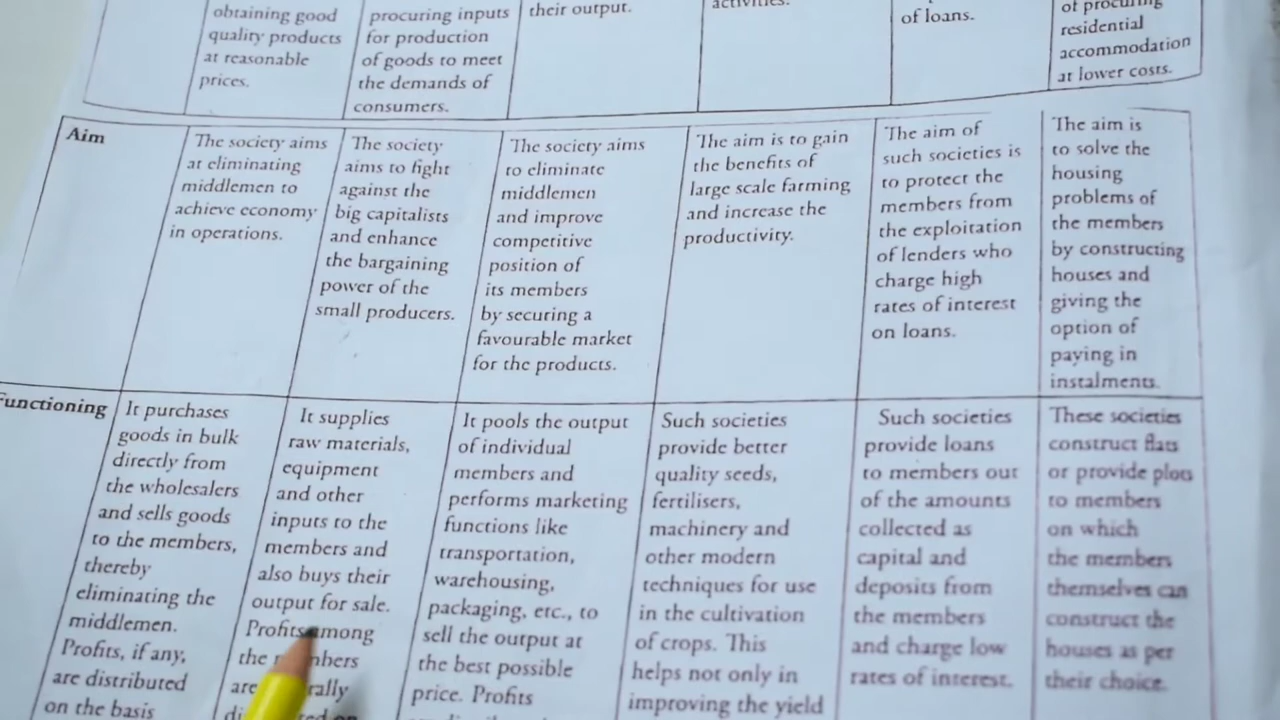 obtaining good
quality products
at reasonable
prices.
procuring inputs
for production
of goods to meet
the demands of
consumers.
their output.
activities.
of loans.
of procuring
residential
accommodation
at lower costs.
Aim
The society aims
at eliminating
middlemen to
achieve economy
in operations.
The society
aims to fight
against the
big capitalists
and enhance
the bargaining
power of the
small producers.
The society aims
to eliminate
middlemen
and improve
competitive
position of
its members
by securing a
favourable market
for the products.
The aim is to gain
the benefits of
large scale farming
and increase the
productivity.
The aim of
such societies is
to protect the
members from
the exploitation
of lenders who
charge high
rates of interest
on loans.
The aim is
to solve the
housing
problems of
the members
by constructing
houses and
giving the
option of
paying in
instalments.
Functioning
It purchases
goods in bulk
directly from
the wholesalers
and sells goods
to the members,
thereby
eliminating the
middlemen.
Profits, if any,
are distributed
on the basis
It supplies
raw materials,
equipment
and other
inputs to the
members and
also buys their
output for sale.
Profits among
the
are
It pools the output
of individual
members and
performs marketing
functions like
transportation,
warehousing,
packaging, etc., to
sell the output at
the best possible
price. Profits
Such societies
provide better
quality seeds,
fertilisers,
machinery and
other modern
techniques for use
in the cultivation
of crops. This
helps not only in
improving the yield
Such societies
provide loans
to members out
of the amounts
collected as
capital and
deposits from
the members
and charge low
rates of interest.
These societies
construct flats
or provide plots
to members
on which
the members
themselves can
construct the
houses as per
their choice.